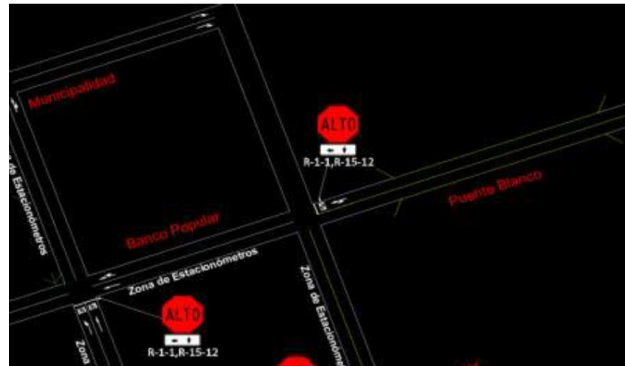 Municipalidad
ALTO
R-1-1,R-15-12
Puente Blanco
Banco Popular
Zona de Estacionómetros
ALTO
R-1-1,R-15-12
de Estacionómetros
Zona de Estacionóme
Zona